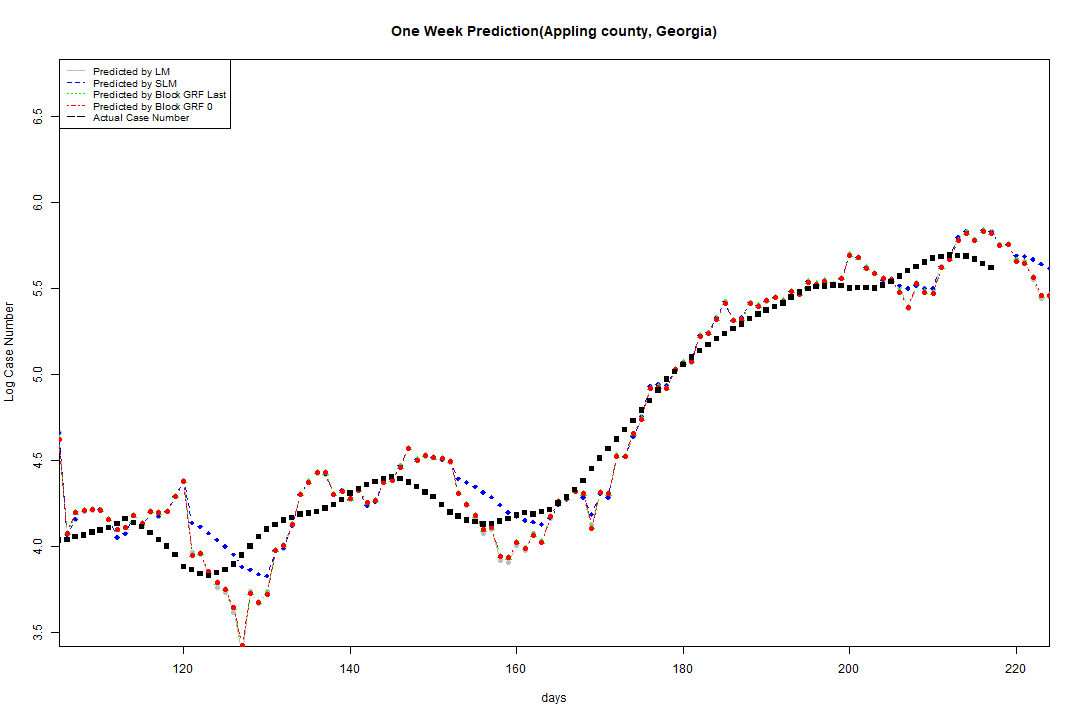 One Week Prediction(Appling county, Georgia)
Predicted by LM
Predicted by SLM
Predicted by Block GRF Last
Predicted by Block GRF 0
Actual Case Number
Log Case Number
6.5
6.0
5.5
5.0
4.5
4.0
3.5
120 140 160 180 200 220
days